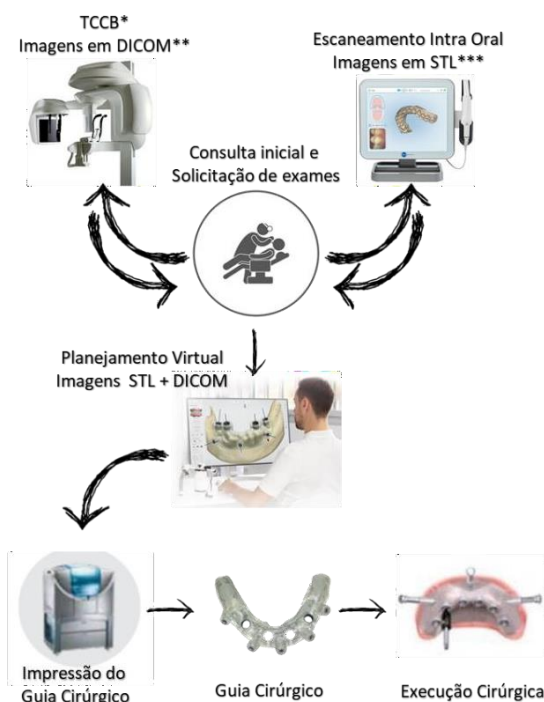 TCCB*
Imagens em DICOM**
Escaneamento Intra Oral
Imagens em STL***
Consulta inicial e
Solicitação de exames
Planejamento Virtual
Imagens STL + DICOM
Impressão do
Guia Cirúrgico
Guia Cirúrgico
Execução Cirúrgica